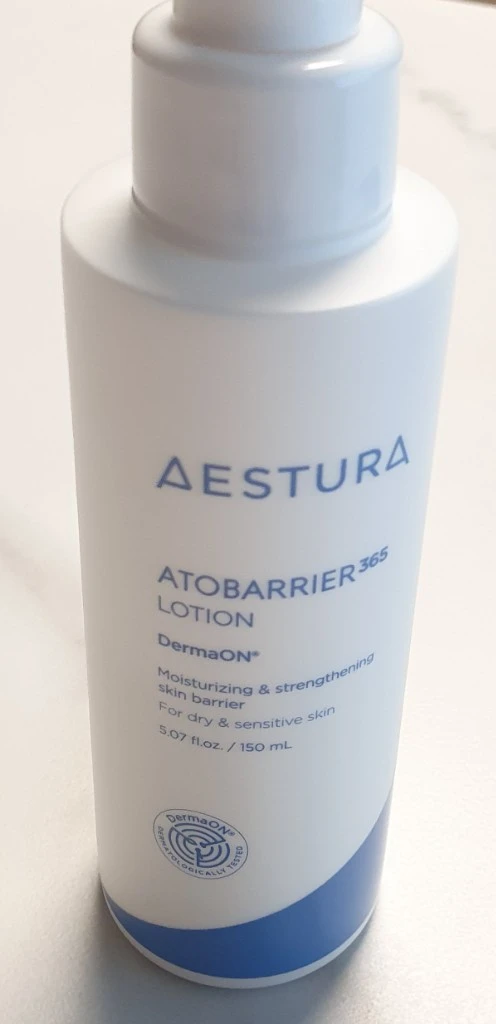 AESTURA
ATOBARRIER³⁶⁵
LOTION
DermaON®
Moisturizing & strengthening
skin barrier
For dry & sensitive skin
5.07 fl.oz. / 150 mL
DermaON®
DERMATOLOGICALLY TESTED